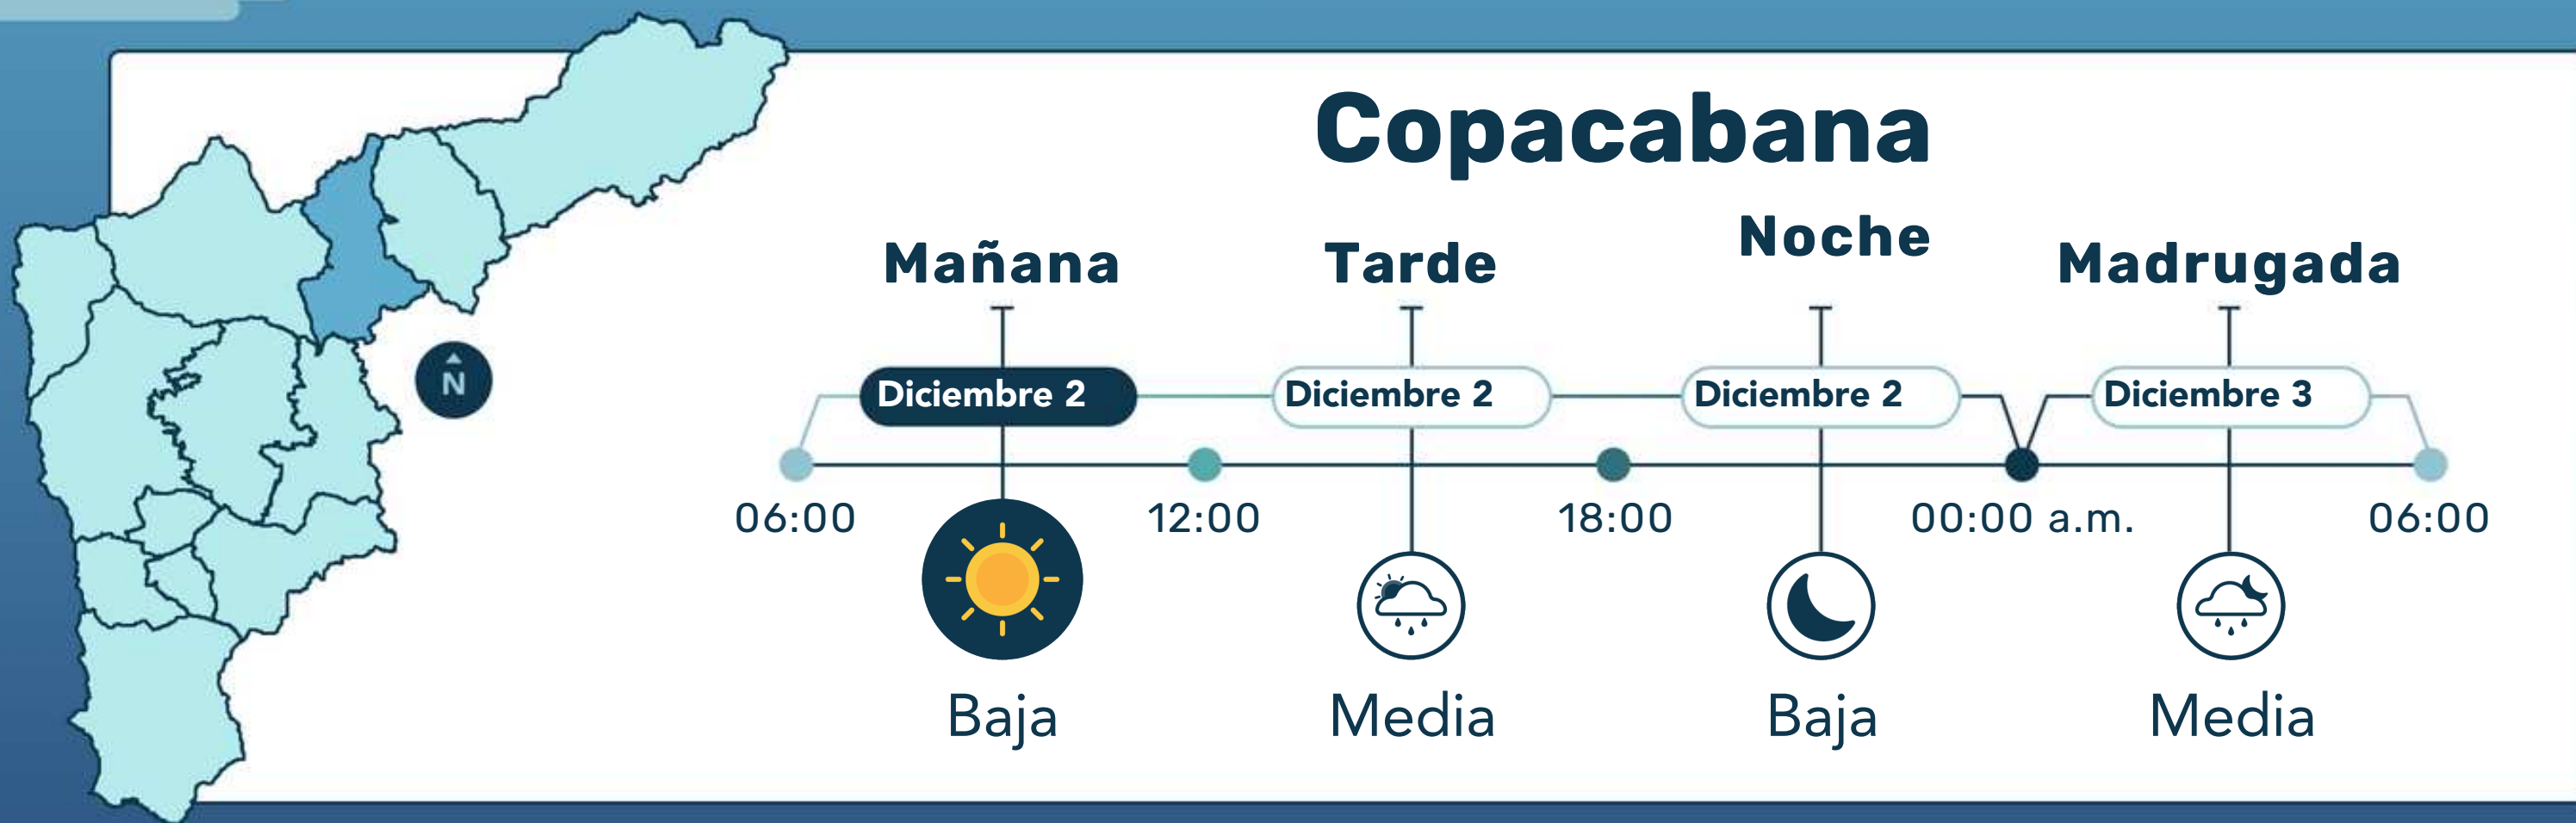 Copacabana
Mañana
Tarde
Noche
Madrugada
N
Diciembre 2
Diciembre 2
Diciembre 2
Diciembre 3
06:00
12:00
18:00
00:00 a.m.
06:00
Baja
Media
Baja
Media